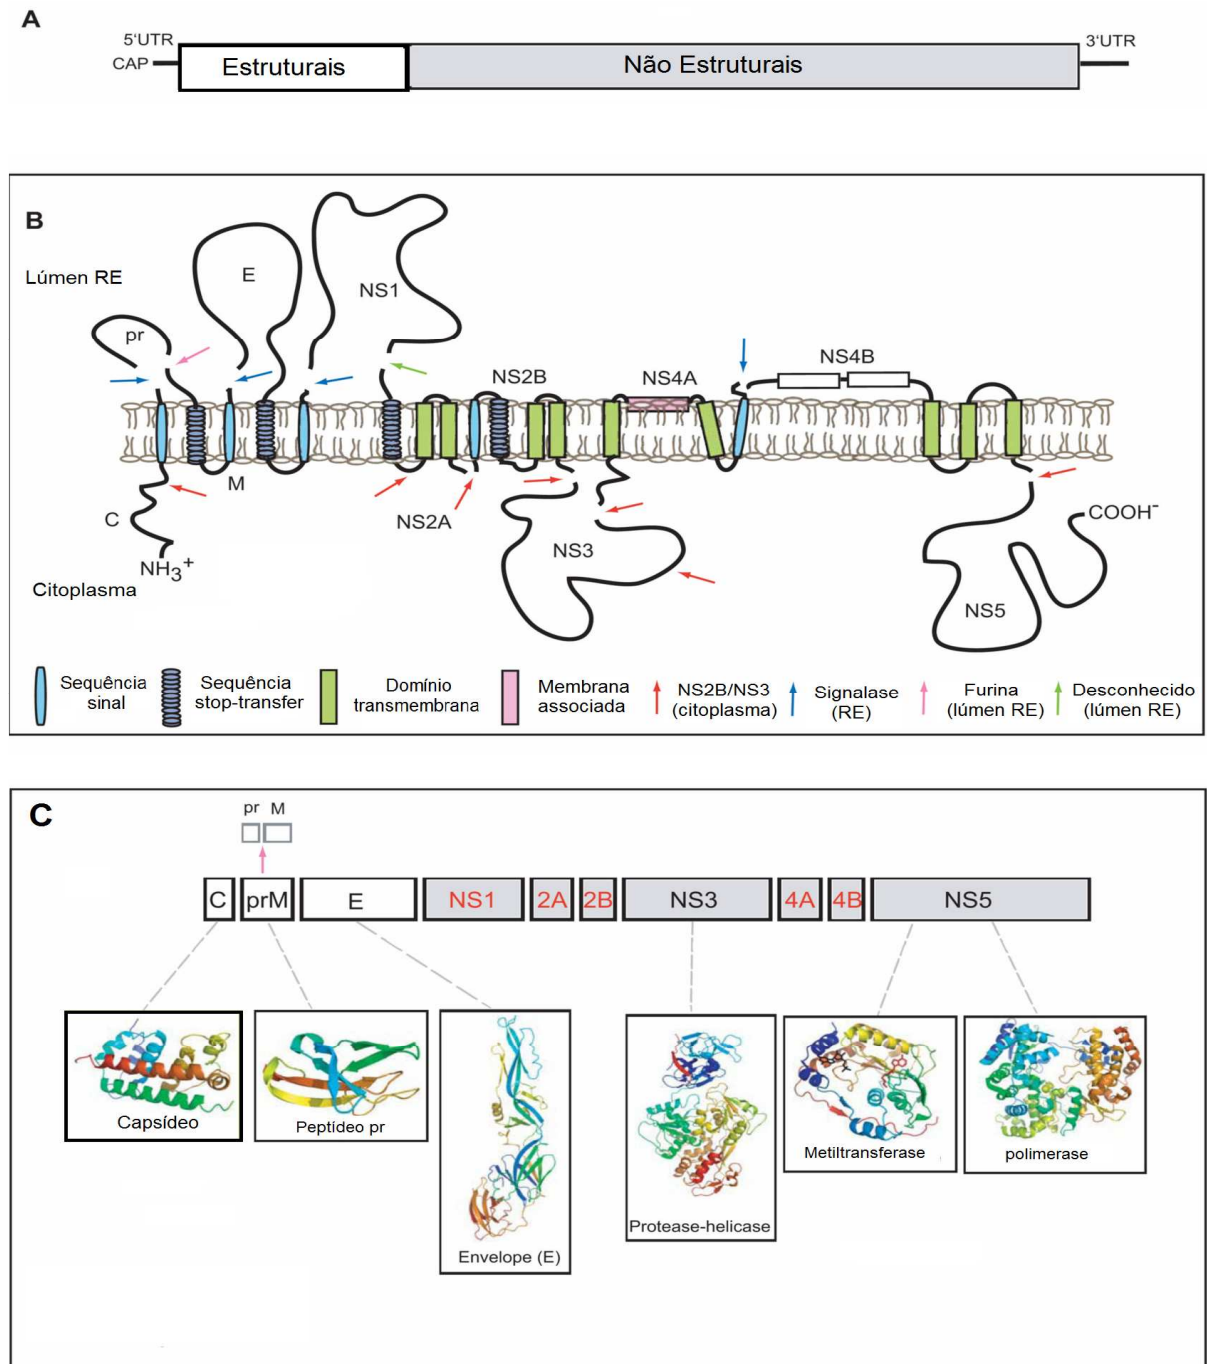 A
5'UTR
CAP
Estruturais
Não Estruturais
3'UTR
B
Lúmen RE
pr
E
NS1
NS2B
NS4A
NS4B
M
C
NH3+
NS2A
NS3
NS5
COOH-
Citoplasma
Sequência
sinal
Sequência
stop-transfer
Domínio
transmembrana
Membrana
associada
NS2B/NS3
(citoplasma)
Signalase
(RE)
Furina
(lúmen RE)
Desconhecido
(lúmen RE)
C
pr M
C prM E NS1 2A 2B NS3 4A 4B NS5
Capsídeo
Peptídeo pr
Envelope (E)
Protease-helicase
Metiltransferase
polimerase